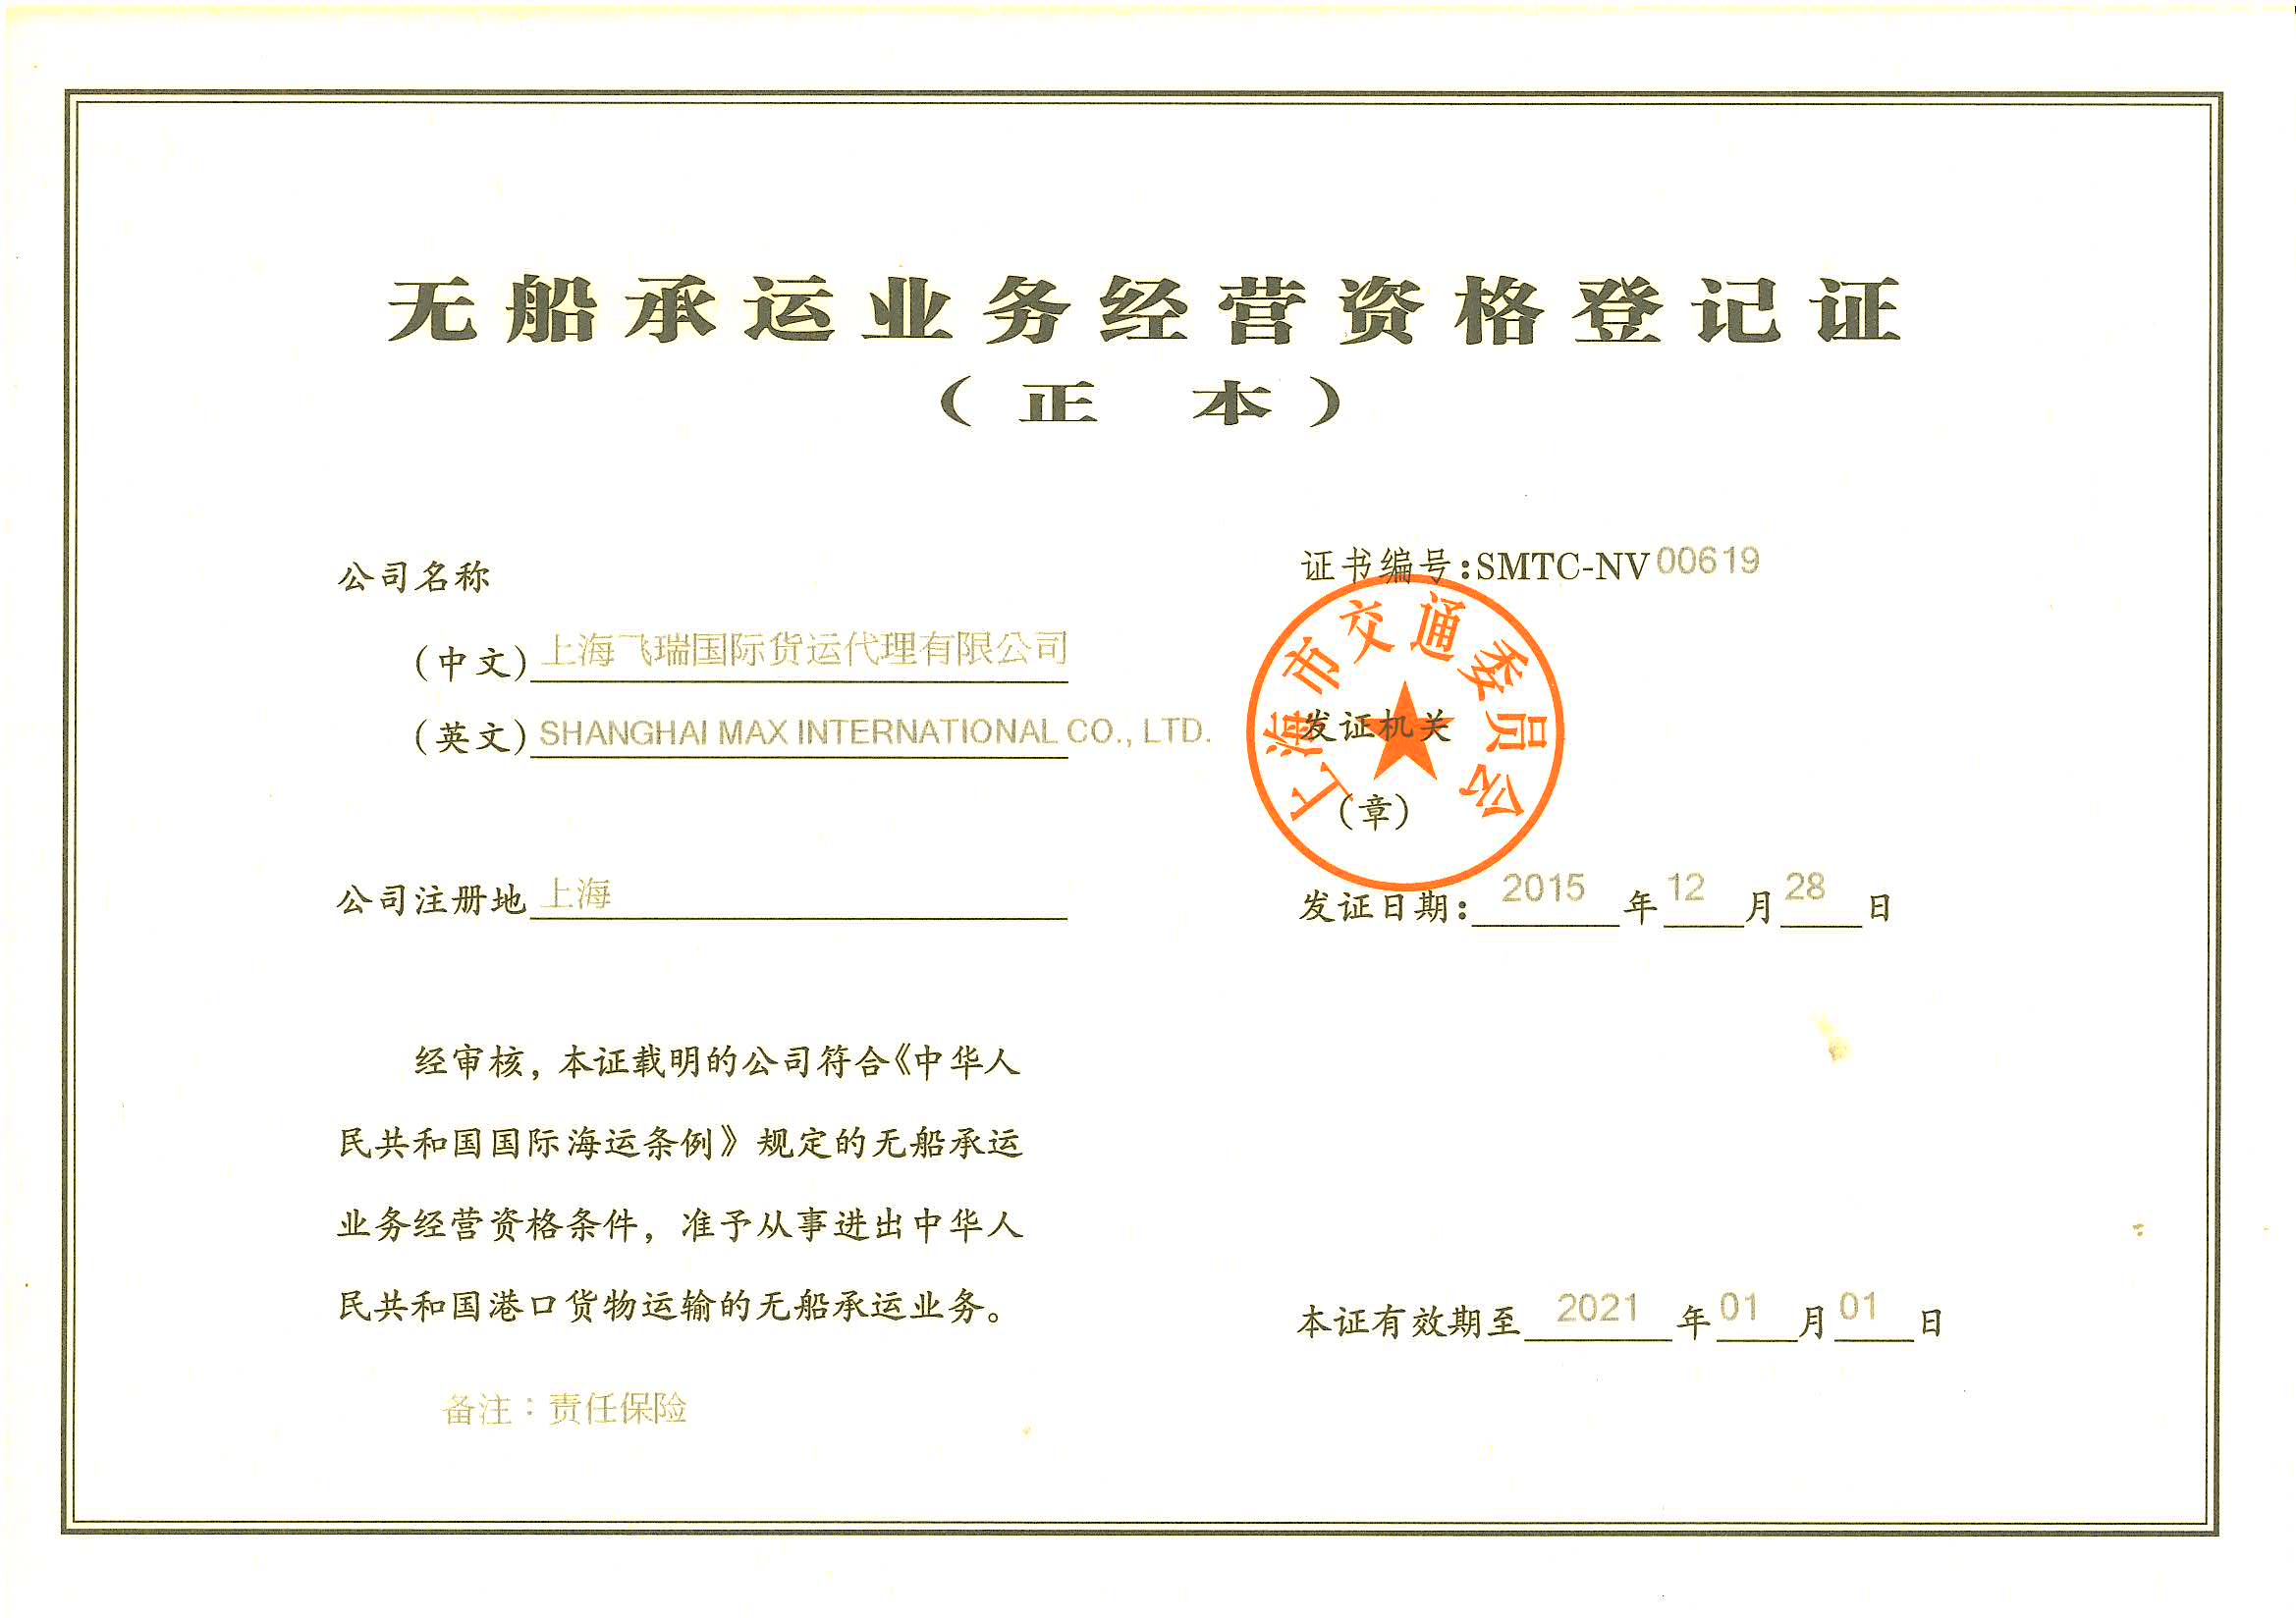 无船承运业务经营资格登记证
（正 本）
证书编号:SMTC-NV00619
公司名称
(中文)上海飞瑞国际货运代理有限公司
(英文)SHANGHAI MAX INTERNATIONAL CO., LTD.
上海市交通委员会
发证机关
(章)
公司注册地 上海
发证日期: 2015 年 12 月 28 日
经审核，本证载明的公司符合《中华人
民共和国国际海运条例》规定的无船承运
业务经营资格条件，准予从事进出中华人
民共和国港口货物运输的无船承运业务。
本证有效期至 2021 年 01 月 01 日
备注：责任保险